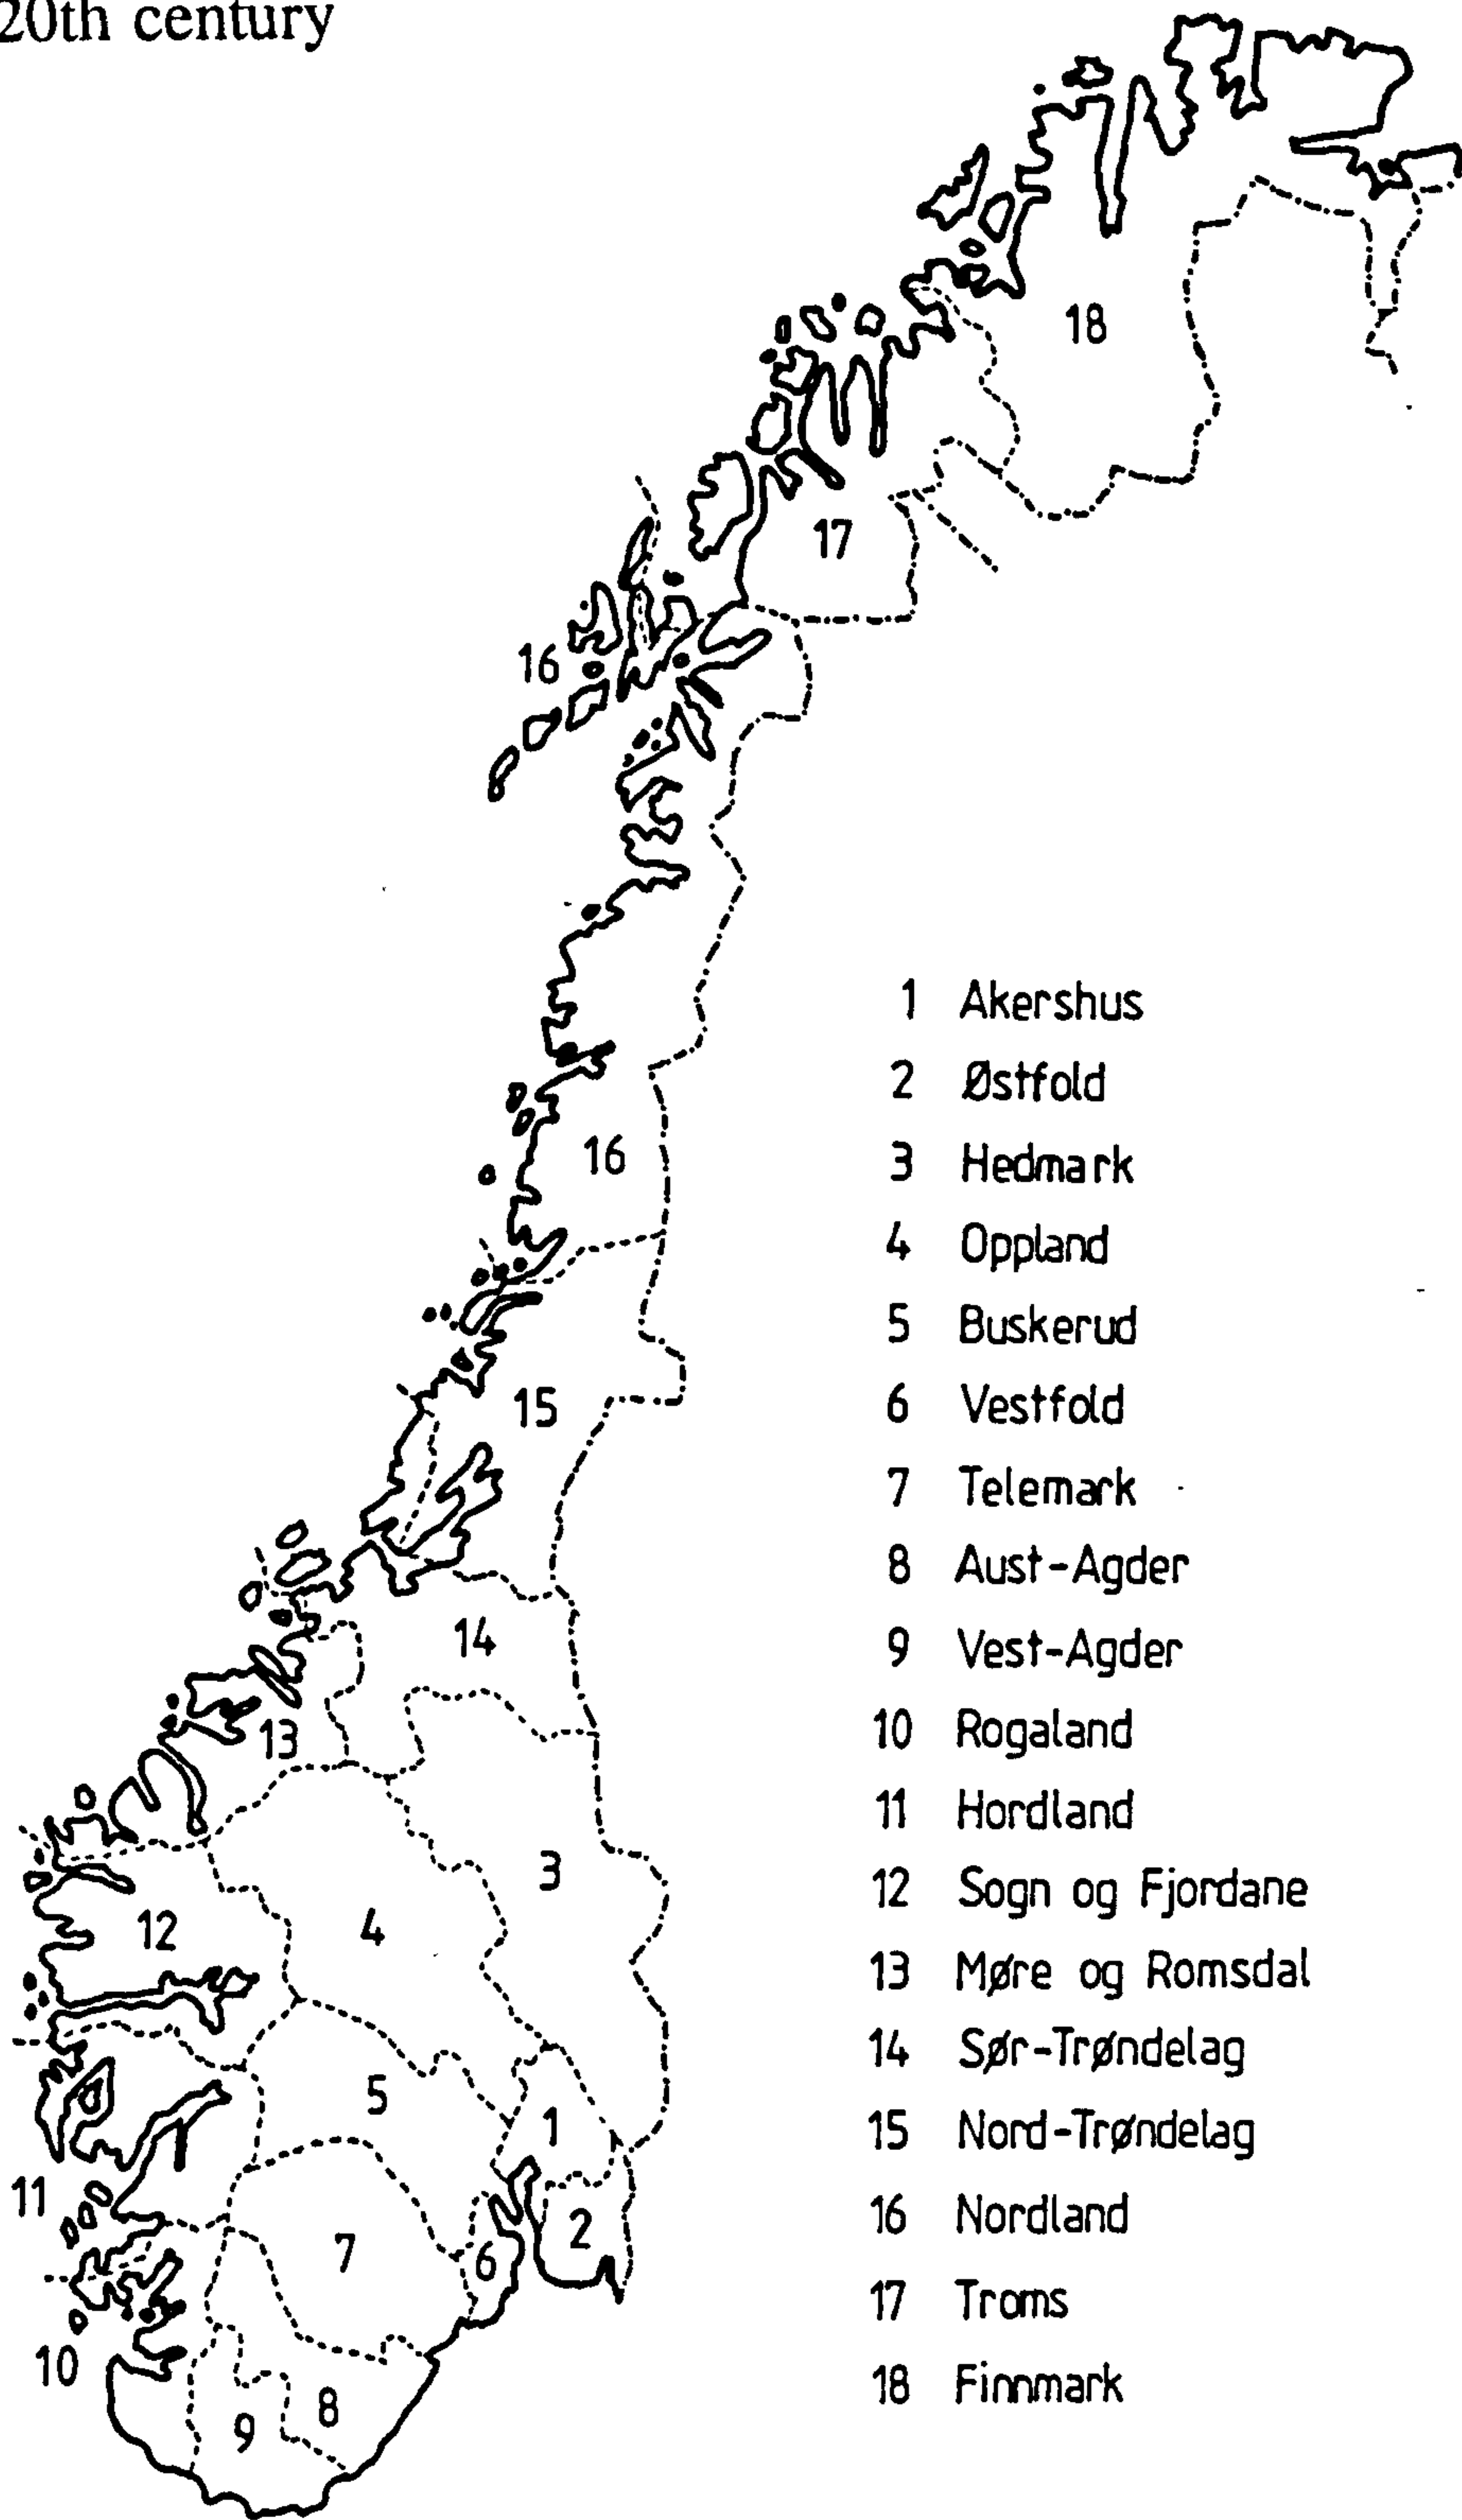 20th century
18
17
16
1 Akershus
2 Østfold
3 Hedmark
16
4 Oppland
5 Buskerud
15
6 Vestfold
7 Telemark
8 Aust-Agder
14
9 Vest-Agder
13
10 Rogaland
11 Hordland
3
12 Sogn og Fjordane
12
4
13 Møre og Romsdal
14 Sør-Trøndelag
5
1
15 Nord-Trøndelag
11
16 Nordland
2
7
6
17 Troms
10
18 Finnmark
8
9